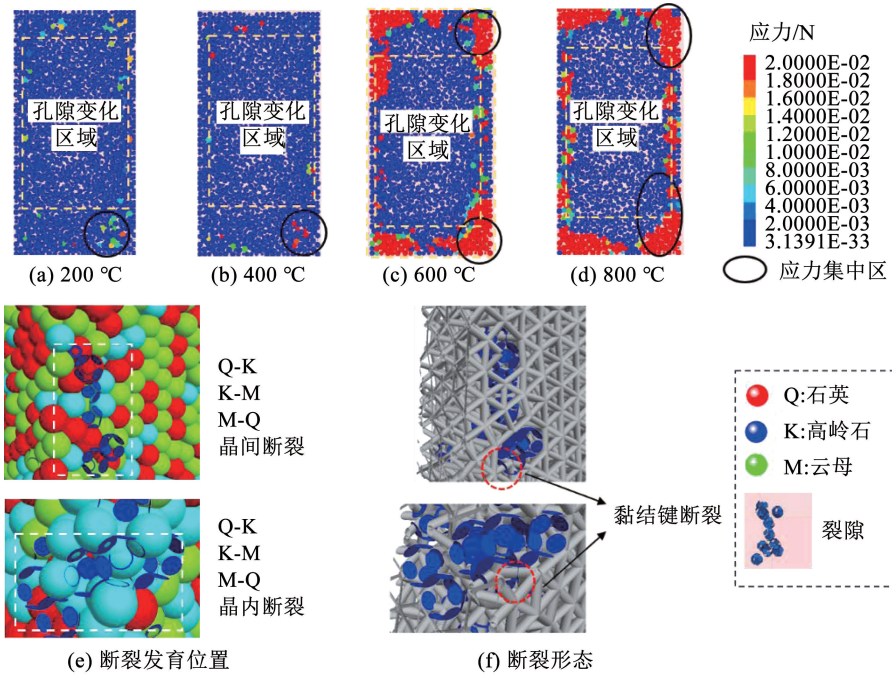 孔隙变化
区域
孔隙变化
区域
孔隙变化
区域
孔隙变化
区域
(a) 200 ℃
(b) 400 ℃
(c) 600 ℃
(d) 800 ℃
应力/N
2.0000E-02
1.8000E-02
1.6000E-02
1.4000E-02
1.2000E-02
1.0000E-02
8.0000E-03
6.0000E-03
4.0000E-03
2.0000E-03
3.1391E-33
应力集中区
Q-K
K-M
M-Q
晶间断裂
Q-K
K-M
M-Q
晶内断裂
(e) 断裂发育位置
黏结键断裂
(f) 断裂形态
Q:石英
K:高岭石
M:云母
裂隙